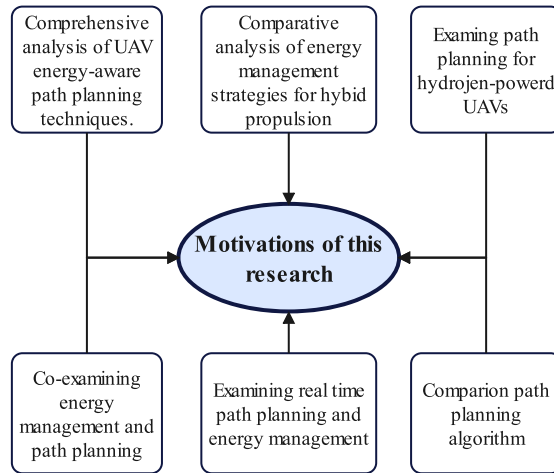 Comprehensive
analysis of UAV
energy-aware
path planning
techniques.
Comparative
analysis of energy
management
strategies for hybid
propulsion
Examing path
planning for
hydrojen-powerd
UAVs
Motivations of this
research
Co-examining
energy
management and
path planning
Examining real time
path planning and
energy management
Comparion path
planning
algorithm